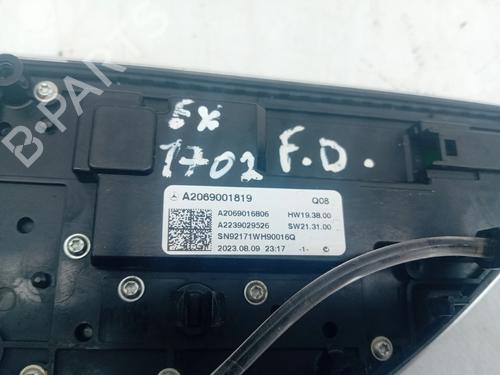 B-PARTS
5x
1702 F.D.
A2069001819 Q08
A2069016806 HW19.38.00
A2239029526 SW21.31.00
SN92171WH90016Q
2023.08.09 23:17 -1-